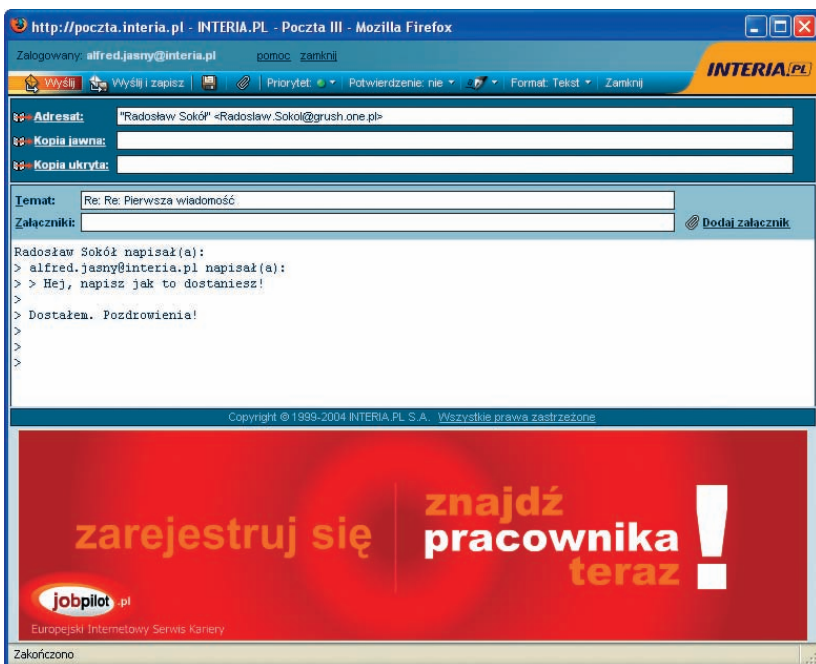 http://poczta.interia.pl - INTERIA.PL - Poczta III - Mozilla Firefox
Zalogowany: alfred.jasny@interia.pl pomoc zamknij
INTERIA.PL
Wyślij Wyślij i zapisz Priorytet: Potwierdzenie: nie Format: Tekst Zamknij
Adresat: "Radosław Sokół" <Radoslaw.Sokol@grush.one.pl>
Kopia jawna:
Kopia ukryta:
Temat: Re: Re: Pierwsza wiadomość
Załączniki: Dodaj załącznik
Radosław Sokół napisał(a):
> alfred.jasny@interia.pl napisał(a):
> > Hej, napisz jak to dostaniesz!
>
> Dostałem. Pozdrowienia!
>
>
>
Copyright © 1999-2004 INTERIA.PL S.A. Wszystkie prawa zastrzeżone
zarejestruj się
znajdź
pracownika
teraz !
jobpilot .pl
Europejski Internetowy Serwis Kariery
Zakończono